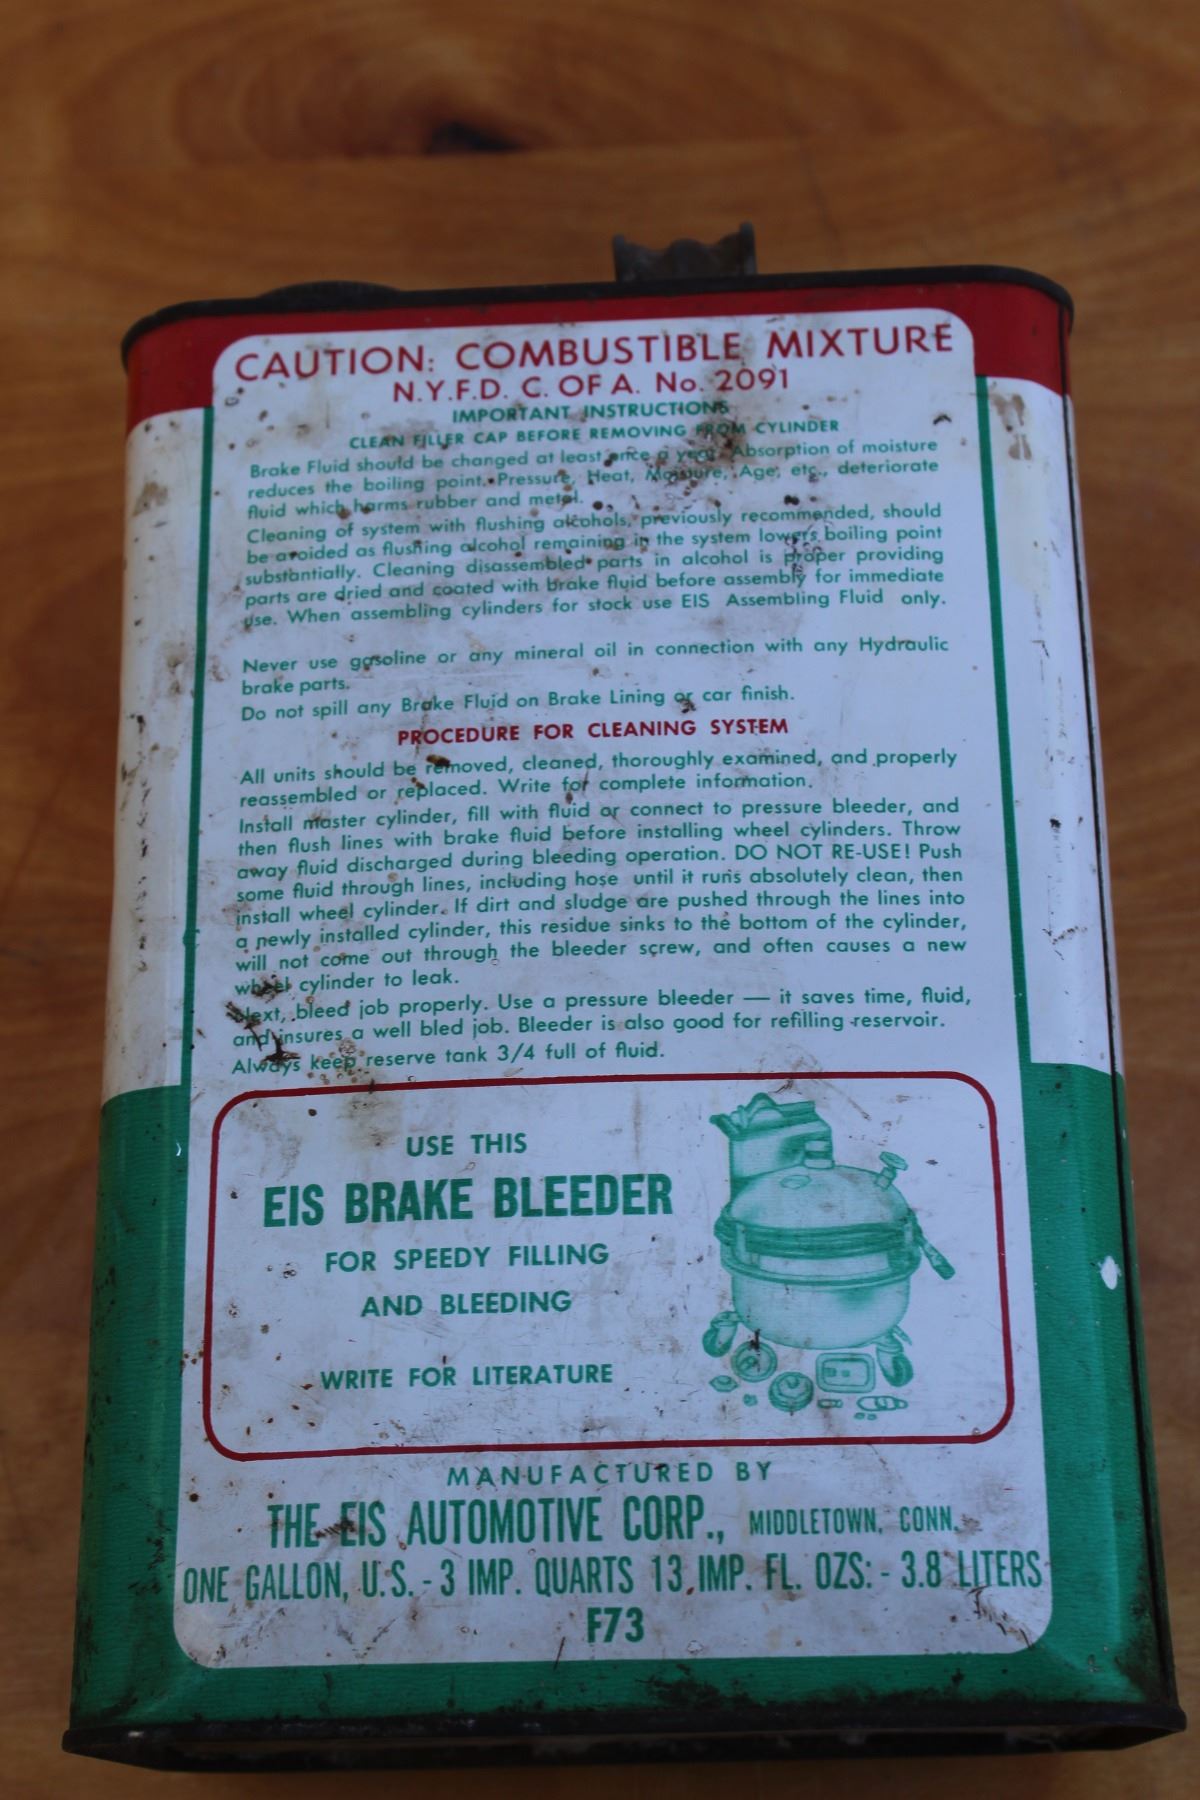 CAUTION: COMBUSTIBLE MIXTURE
N.Y.F.D. C. OF A. No. 2091
IMPORTANT INSTRUCTIONS
CLEAN FILLER CAP BEFORE REMOVING FROM CYLINDER
Brake Fluid should be changed at least once a year. Absorption of moisture
reduces the boiling point. Pressure, Heat, Moisture, Age, etc., deteriorate
fluid which harms rubber and metal.
Cleaning of system with flushing alcohols, previously recommended, should
be avoided as flushing alcohol remaining in the system lowers boiling point
substantially. Cleaning disassembled parts in alcohol is proper providing
parts are dried and coated with brake fluid before assembly for immediate
use. When assembling cylinders for stock use EIS Assembling Fluid only.
Never use gasoline or any mineral oil in connection with any Hydraulic
brake parts.
Do not spill any Brake Fluid on Brake Lining or car finish.
PROCEDURE FOR CLEANING SYSTEM
All units should be removed, cleaned, thoroughly examined, and properly
reassembled or replaced. Write for complete information.
Install master cylinder, fill with fluid or connect to pressure bleeder, and
then flush lines with brake fluid before installing wheel cylinders. Throw
away fluid discharged during bleeding operation. DO NOT RE-USE! Push
some fluid through lines, including hose until it runs absolutely clean, then
install wheel cylinder. If dirt and sludge are pushed through the lines into
a newly installed cylinder, this residue sinks to the bottom of the cylinder,
will not come out through the bleeder screw, and often causes a new
wheel cylinder to leak.
Next, bleed job properly. Use a pressure bleeder — it saves time, fluid,
and insures a well bled job. Bleeder is also good for refilling reservoir.
Always keep reserve tank 3/4 full of fluid.
USE THIS
EIS BRAKE BLEEDER
FOR SPEEDY FILLING
AND BLEEDING
WRITE FOR LITERATURE
MANUFACTURED BY
THE EIS AUTOMOTIVE CORP., MIDDLETOWN, CONN.
ONE GALLON, U.S. - 3 IMP. QUARTS 13 IMP. FL. OZS. - 3.8 LITERS
F73